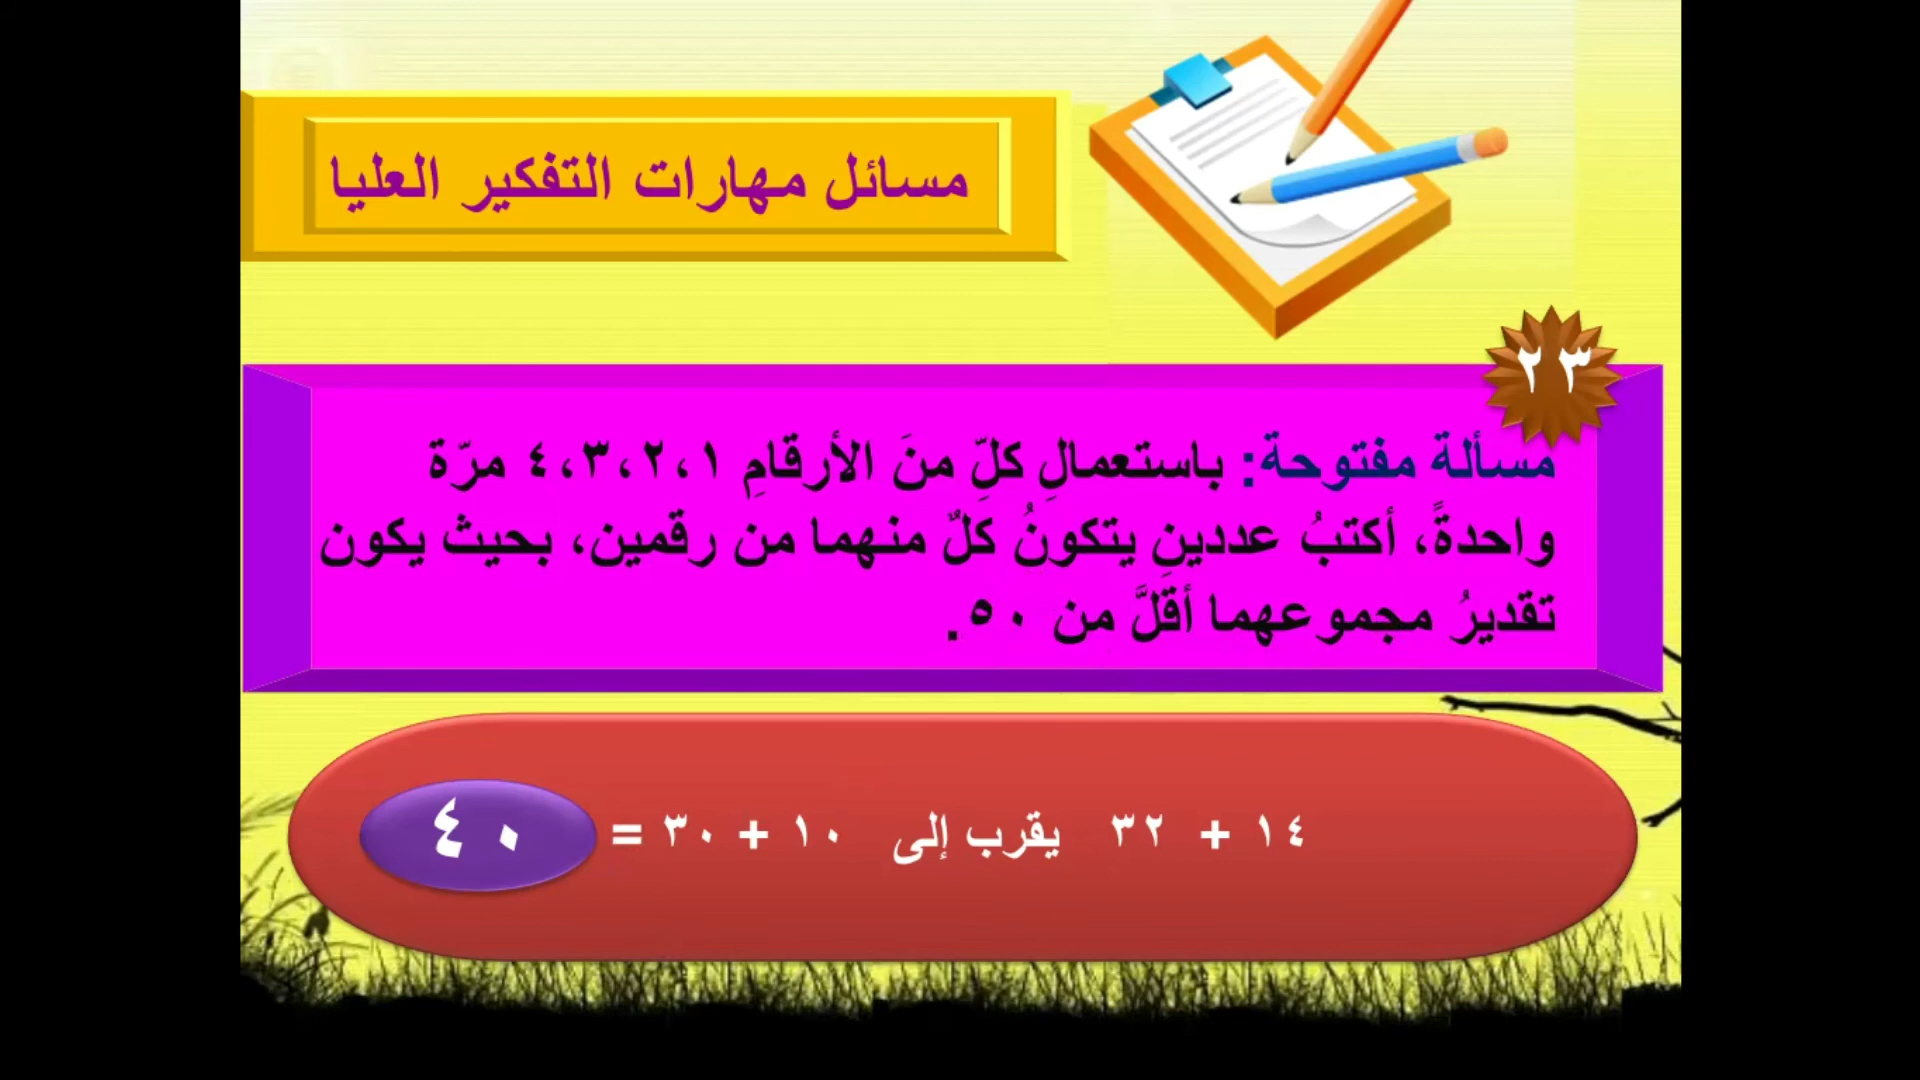 مسائل مهارات التفكير العليا
٢٣
مسألة مفتوحة: باستعمالِ كلِّ منَ الأرقامِ ٤،٣،٢،١ مرّة
واحدةً، أكتبُ عددينِ يتكونُ كلٌ منهما من رقمين، بحيث يكون
تقديرُ مجموعهما أقلَّ من ٥٠.
١٤ + ٣٢ يقرب إلى ١٠ + ٣٠ = ٤٠